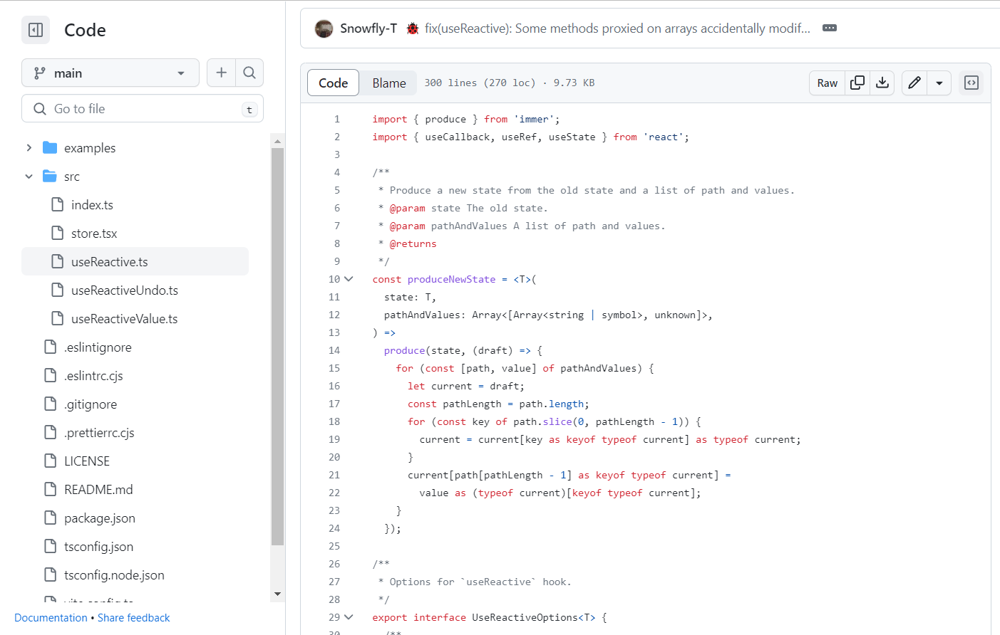 Code
main
Go to file
t
examples
src
index.ts
store.tsx
useReactive.ts
useReactiveUndo.ts
useReactiveValue.ts
.eslintignore
.eslintrc.cjs
.gitignore
.prettierrc.cjs
LICENSE
README.md
package.json
tsconfig.json
tsconfig.node.json
vite.config.ts
Documentation • Share feedback
Snowfly-T 🐞 fix(useReactive): Some methods proxied on arrays accidentally modif...
Code Blame 300 lines (270 loc) · 9.73 KB Raw
1 import { produce } from 'immer';
2 import { useCallback, useRef, useState } from 'react';
3
4 /**
5 * Produce a new state from the old state and a list of path and values.
6 * @param state The old state.
7 * @param pathAndValues A list of path and values.
8 * @returns
9 */
10 const produceNewState = <T>(
11 state: T,
12 pathAndValues: Array<[Array<string | symbol>, unknown]>,
13 ) =>
14 produce(state, (draft) => {
15 for (const [path, value] of pathAndValues) {
16 let current = draft;
17 const pathLength = path.length;
18 for (const key of path.slice(0, pathLength - 1)) {
19 current = current[key as keyof typeof current] as typeof current;
20 }
21 current[path[pathLength - 1] as keyof typeof current] =
22 value as (typeof current)[keyof typeof current];
23 }
24 });
25
26 /**
27 * Options for `useReactive` hook.
28 */
29 export interface UseReactiveOptions<T> {
30 /**